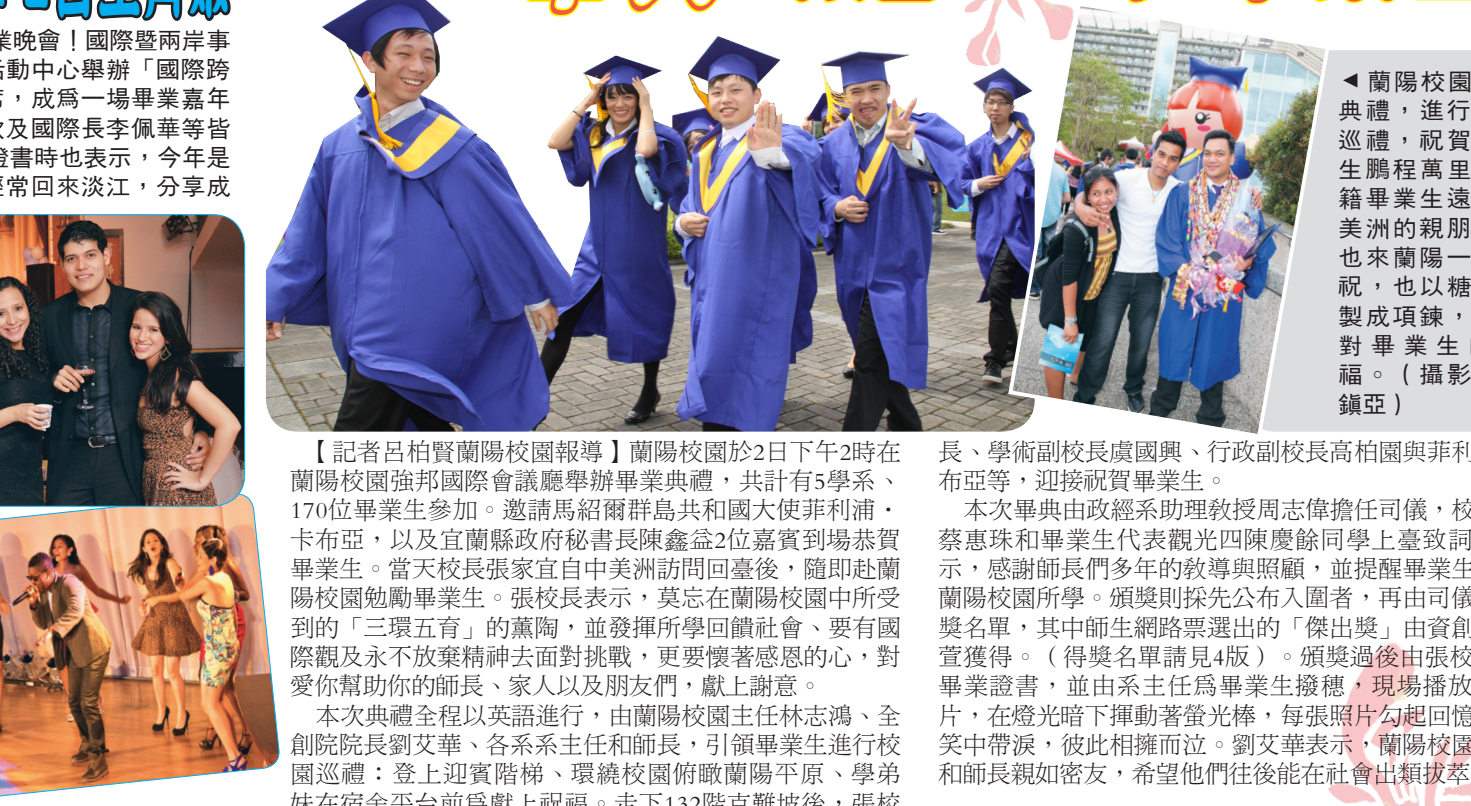 業晚會！國際暨兩岸事
活動中心舉辦「國際跨
席，成為一場畢業嘉年
及國際長李佩華等皆
證書時也表示，今年是
經常回來淡江，分享成
【記者呂柏賢蘭陽校園報導】蘭陽校園於2日下午2時在
蘭陽校園強邦國際會議廳舉辦畢業典禮，共計有5學系、
170位畢業生參加。邀請馬紹爾群島共和國大使菲利浦・
卡布亞，以及宜蘭縣政府秘書長陳鑫益2位嘉賓到場恭賀
畢業生。當天校長張家宜自中美洲訪問回臺後，隨即赴蘭
陽校園勉勵畢業生。張校長表示，莫忘在蘭陽校園中所受
到的「三環五育」的薰陶，並發揮所學回饋社會、要有國
際觀及永不放棄精神去面對挑戰，更要懷著感恩的心，對
愛你幫助你的師長、家人以及朋友們，獻上謝意。
本次典禮全程以英語進行，由蘭陽校園主任林志鴻、全
創院院長劉艾華、各系系主任和師長，引領畢業生進行校
園巡禮：登上迎賓階梯、環繞校園俯瞰蘭陽平原、學弟
妹在宿舍平台前為獻上祝福。走下132階克難坡後，張校
長、學術副校長虞國興、行政副校長高柏園與菲利
布亞等，迎接祝賀畢業生。
本次畢典由政經系助理教授周志偉擔任司儀，校
蔡惠珠和畢業生代表觀光四陳慶餘同學上臺致詞
示，感謝師長們多年的教導與照顧，並提醒畢業生
蘭陽校園所學。頒獎則採先公布入圍者，再由司儀
獎名單，其中師生網路票選出的「傑出獎」由資創
萱獲得。（得獎名單請見4版）。頒獎過後由張校
畢業證書，並由系主任為畢業生撥穗，現場播放
片，在燈光暗下揮動著螢光棒，每張照片勾起回憶
笑中帶淚，彼此相擁而泣。劉艾華表示，蘭陽校園
和師長親如密友，希望他們往後能在社會出類拔萃
◀蘭陽校園
典禮，進行
巡禮，祝賀
生鵬程萬里
籍畢業生遠
美洲的親朋
也來蘭陽一
祝，也以糖
製成項鍊，
對畢業生
福。（攝影
鎮亞）